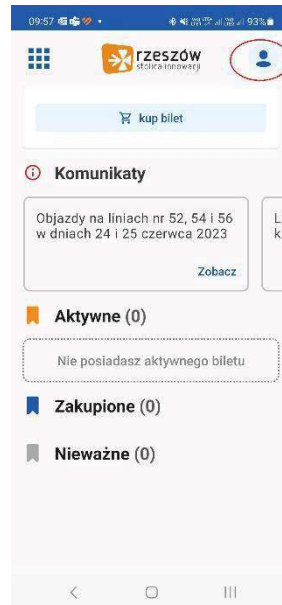 09:57
93%
rzeszów
stolica innowacji
kup bilet
Komunikaty
Objazdy na liniach nr 52, 54 i 56
w dniach 24 i 25 czerwca 2023
L
k
Zobacz
Aktywne (0)
Nie posiadasz aktywnego biletu
Zakupione (0)
Nieważne (0)